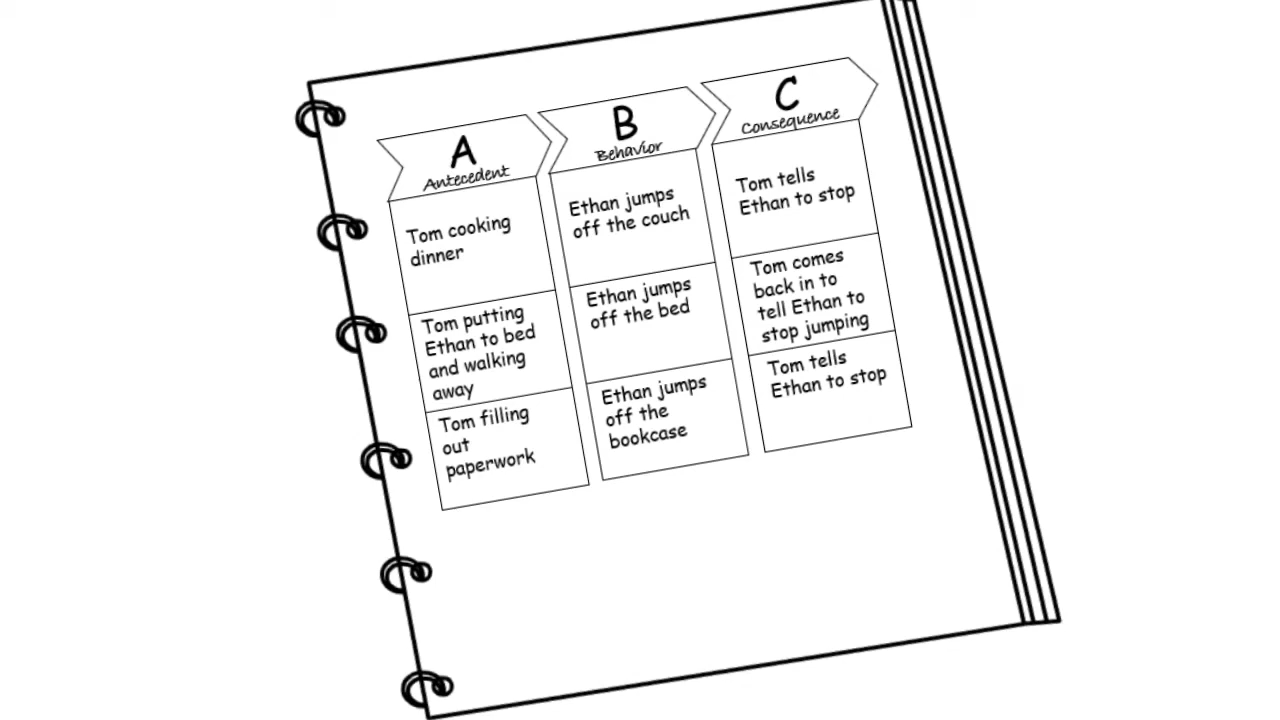 A
Antecedent
B
Behavior
C
Consequence
Tom cooking
dinner
Ethan jumps
off the couch
Tom tells
Ethan to stop
Tom putting
Ethan to bed
and walking
away
Ethan jumps
off the bed
Tom comes
back in to
tell Ethan to
stop jumping
Tom filling
out
paperwork
Ethan jumps
off the
bookcase
Tom tells
Ethan to stop